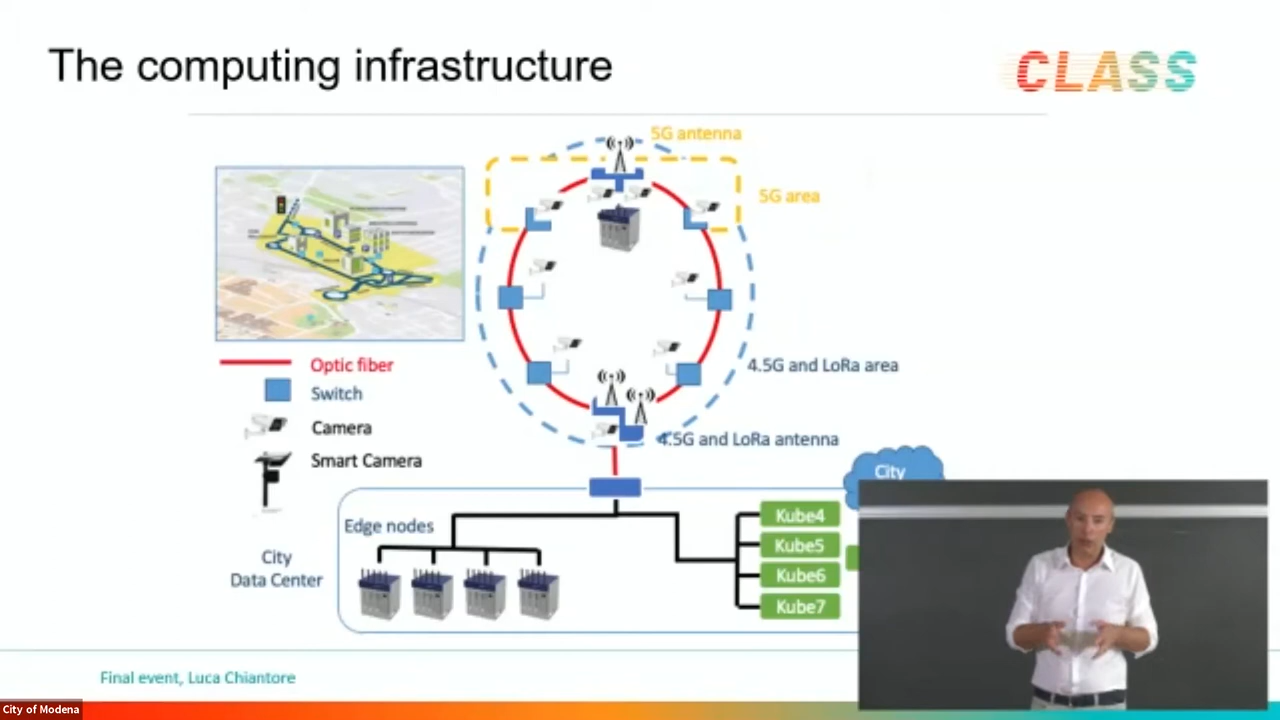 The computing infrastructure
CLASS
5G antenna
5G area
Optic fiber
Switch
Camera
Smart Camera
4.5G and LoRa area
4.5G and LoRa antenna
City
Edge nodes
City
Data Center
Kube4
Kube5
Kube6
Kube7
Final event, Luca Chiantore
City of Modena